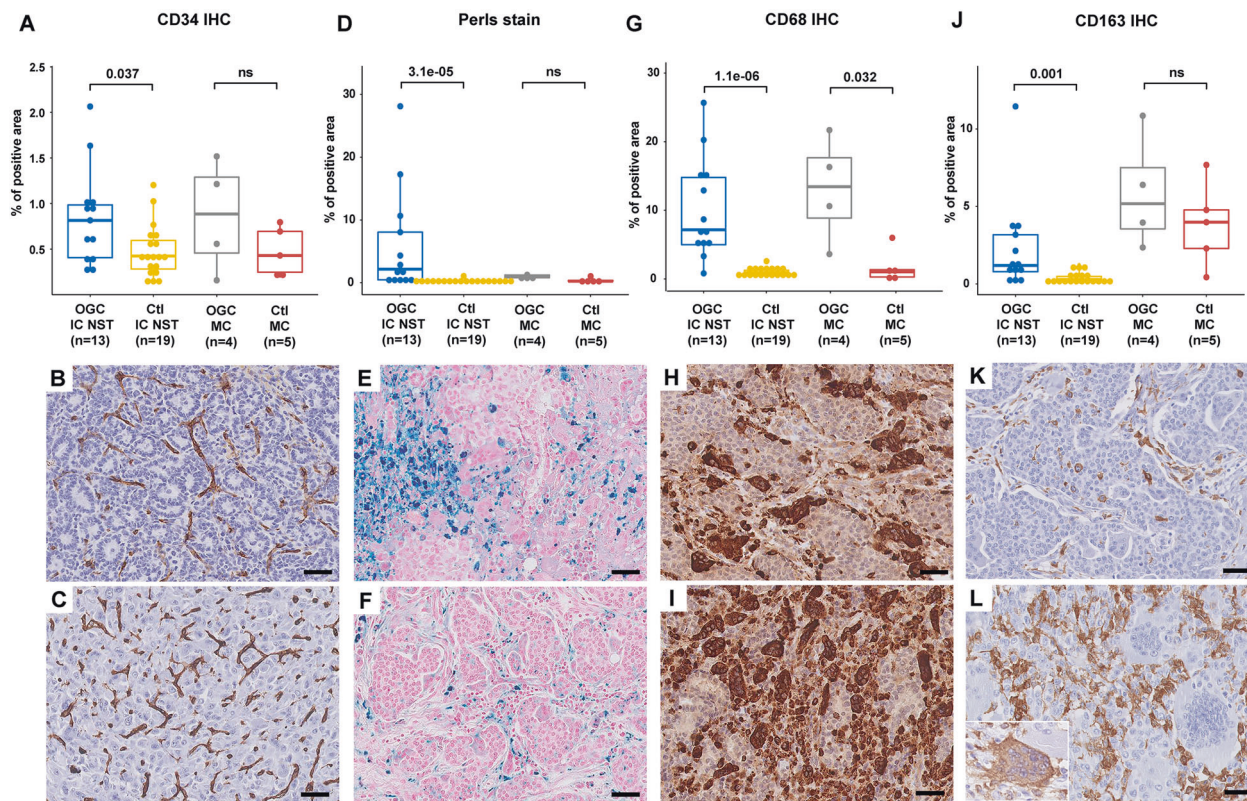 A
CD34 IHC
% of positive area
2.5
2.0
1.5
1.0
0.5
0.037
ns
OGC IC NST (n=13)
Ctl IC NST (n=19)
OGC MC (n=4)
Ctl MC (n=5)
D
Perls stain
% of positive area
30
20
10
0
3.1e-05
ns
OGC IC NST (n=13)
Ctl IC NST (n=19)
OGC MC (n=4)
Ctl MC (n=5)
G
CD68 IHC
% of positive area
30
20
10
0
1.1e-06
0.032
OGC IC NST (n=13)
Ctl IC NST (n=19)
OGC MC (n=4)
Ctl MC (n=5)
J
CD163 IHC
% of positive area
10
5
0
0.001
ns
OGC IC NST (n=13)
Ctl IC NST (n=19)
OGC MC (n=4)
Ctl MC (n=5)
B
E
H
K
C
F
I
L